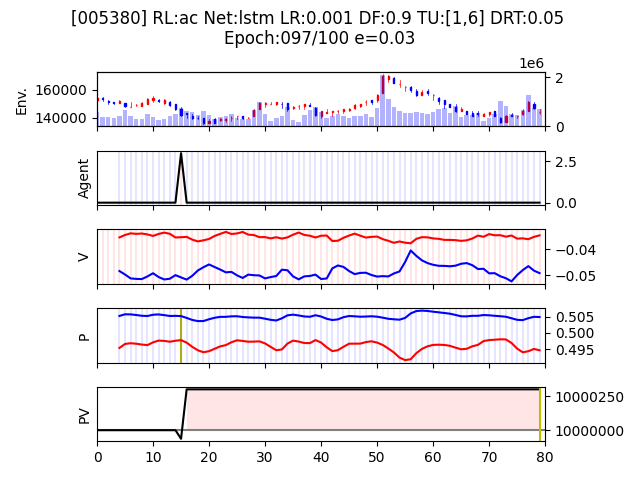 [005380] RL:ac Net:lstm LR:0.001 DF:0.9 TU:[1,6] DRT:0.05
Epoch:097/100 e=0.03
1e6
Env.
160000
140000
2
0
Agent
2.5
0.0
V
−0.04
−0.05
P
0.505
0.500
0.495
PV
10000250
10000000
0 10 20 30 40 50 60 70 80